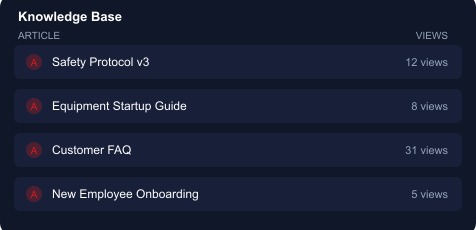 Knowledge Base
ARTICLE VIEWS
A Safety Protocol v3 12 views
A Equipment Startup Guide 8 views
A Customer FAQ 31 views
A New Employee Onboarding 5 views